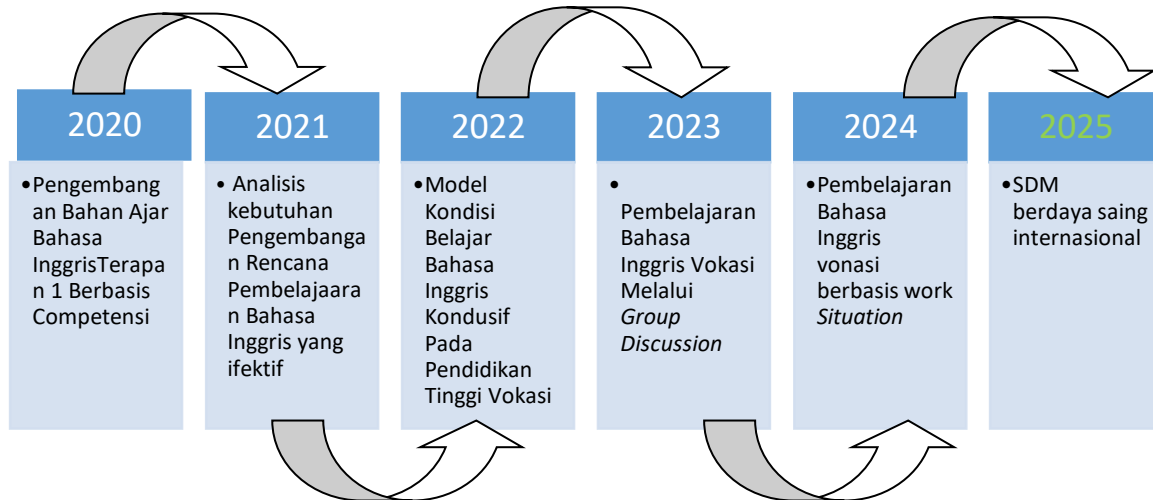 2020
•Pengembang
an Bahan Ajar
Bahasa
InggrisTerapa
n 1 Berbasis
Competensi
2021
• Analisis
kebutuhan
Pengembanga
n Rencana
Pembelajaara
n Bahasa
Inggris yang
ifektif
2022
•Model
Kondisi
Belajar
Bahasa
Inggris
Kondusif
Pada
Pendidikan
Tinggi Vokasi
2023
•
Pembelajaran
Bahasa
Inggris Vokasi
Melalui
Group
Discussion
2024
•Pembelajaran
Bahasa
Inggris
vonasi
berbasis work
Situation
2025
•SDM
berdaya saing
internasional